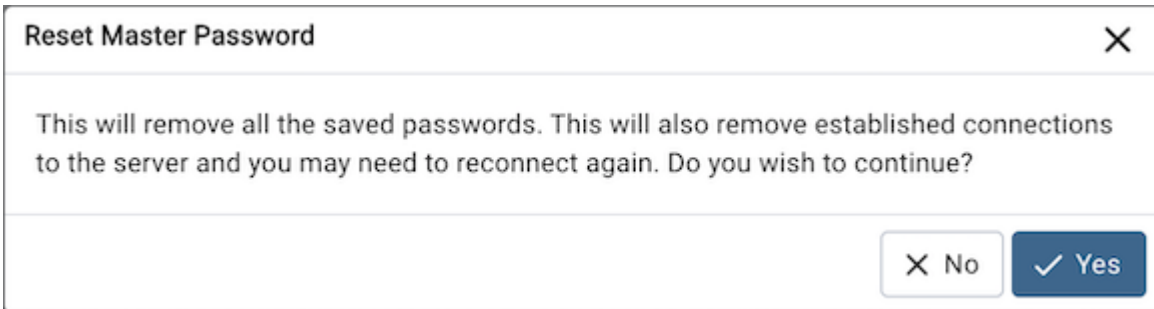 Reset Master Password
This will remove all the saved passwords. This will also remove established connections
to the server and you may need to reconnect again. Do you wish to continue?
No
Yes